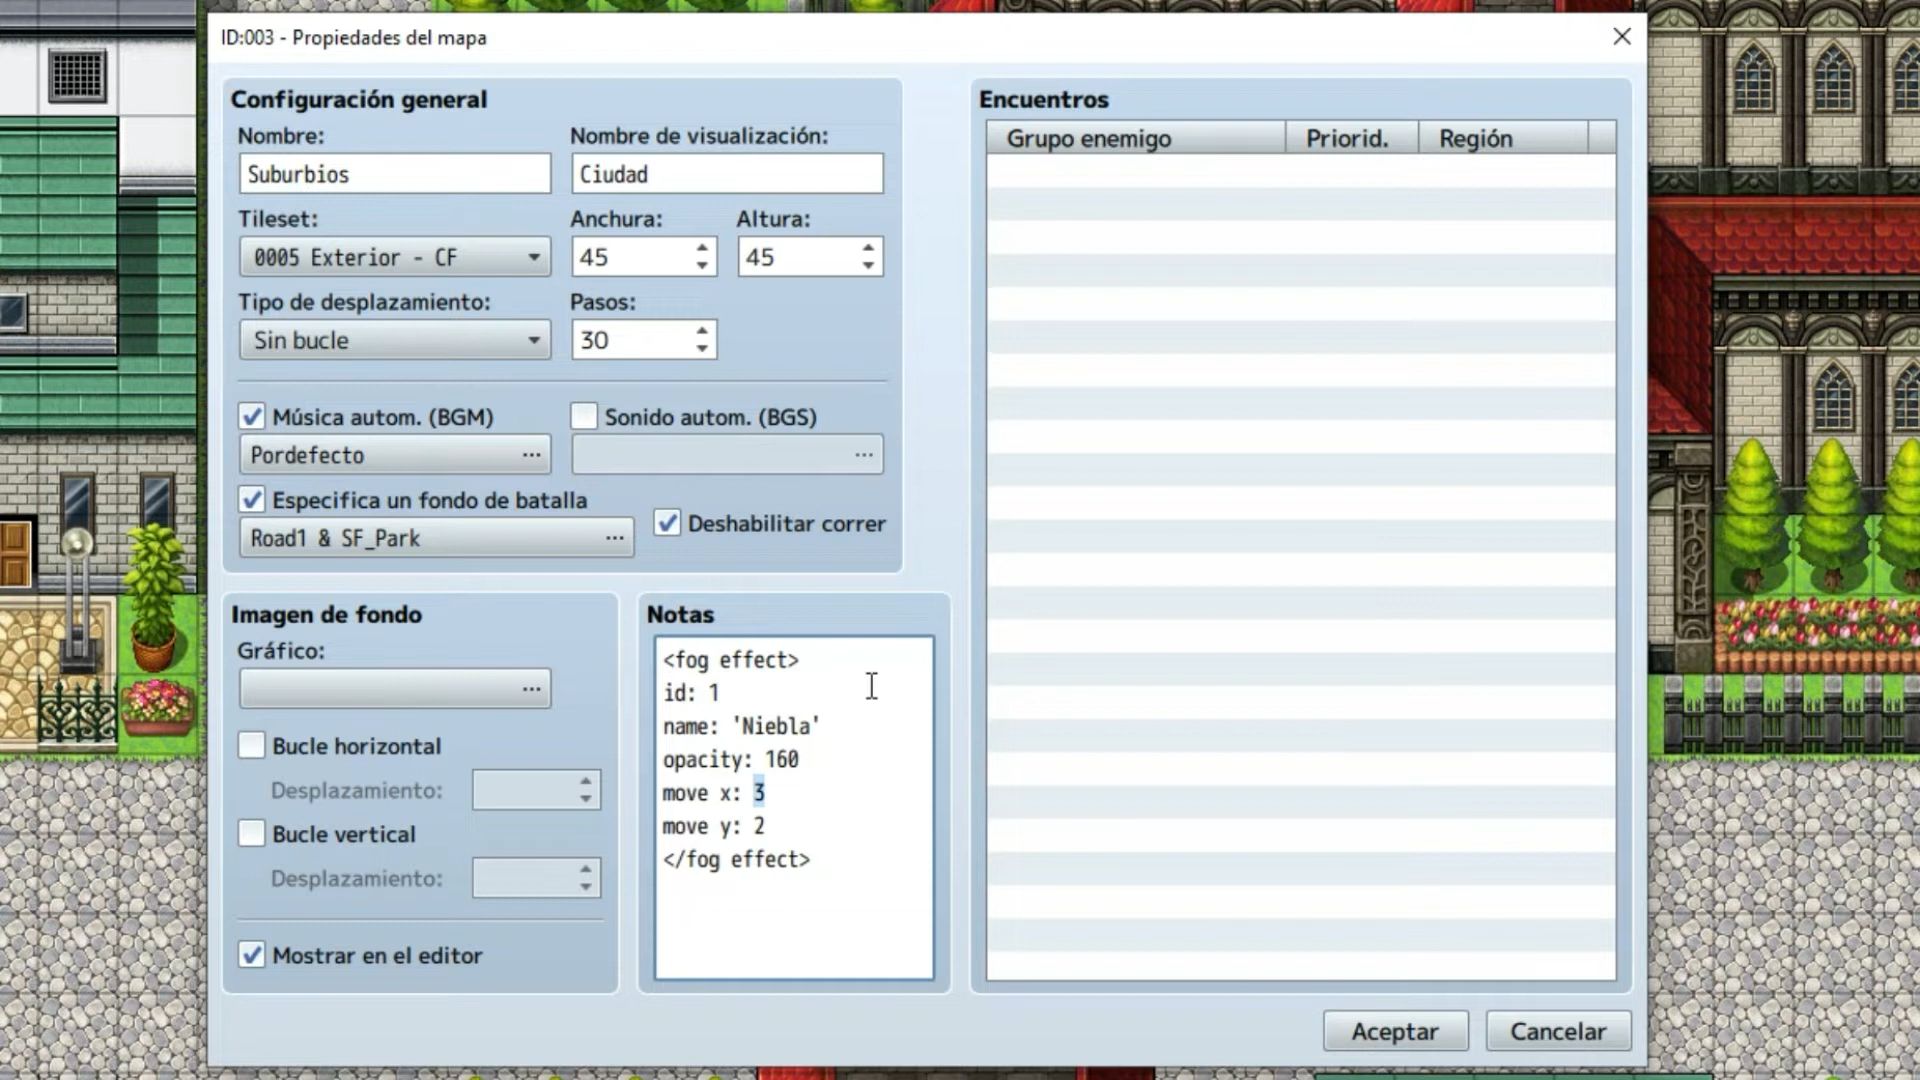 ID:003 - Propiedades del mapa
Configuración general
Nombre:
Nombre de visualización:
Suburbios
Ciudad
Tileset:
Anchura:
Altura:
0005 Exterior - CF
45
45
Tipo de desplazamiento:
Pasos:
Sin bucle
30
Música autom. (BGM)
Sonido autom. (BGS)
Pordefecto
...
...
Especifica un fondo de batalla
Deshabilitar correr
Road1 & SF_Park
...
Imagen de fondo
Gráfico:
...
Bucle horizontal
Desplazamiento:
Bucle vertical
Desplazamiento:
Mostrar en el editor
Notas
<fog effect>
id: 1
name: 'Niebla'
opacity: 160
move x: 3
move y: 2
</fog effect>
Encuentros
Grupo enemigo
Priorid.
Región
Aceptar
Cancelar